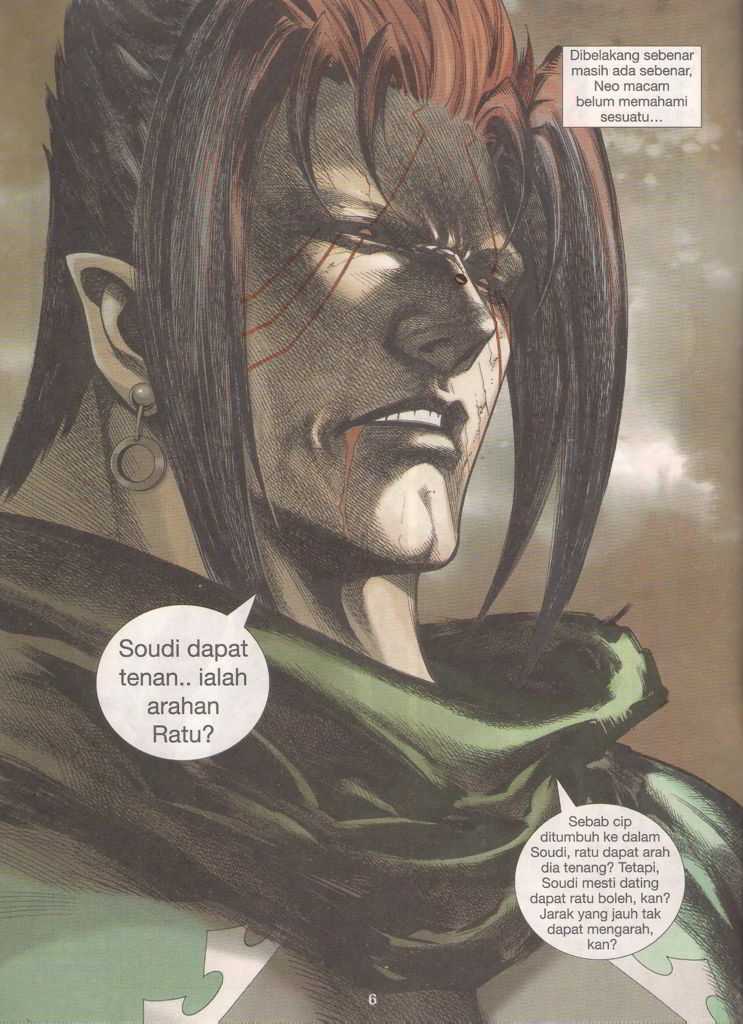 Dibelakang sebenar
masih ada sebenar,
Neo macam
belum memahami
sesuatu...
Soudi dapat
tenan.. ialah
arahan
Ratu?
Sebab cip
ditumbuh ke dalam
Soudi, ratu dapat arah
dia tenang? Tetapi,
Soudi mesti dating
dapat ratu boleh, kan?
Jarak yang jauh tak
dapat mengarah,
kan?
6